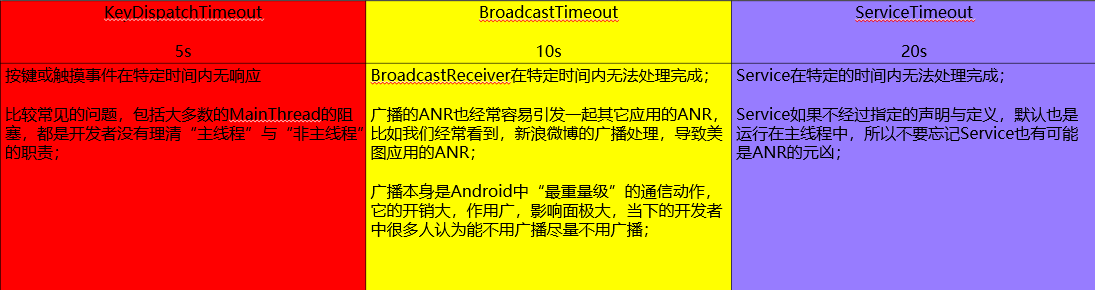 KeyDispatchTimeout
5s
按键或触摸事件在特定时间内无响应
比较常见的问题，包括大多数的MainThread的阻
塞，都是开发者没有理清“主线程”与“非主线程”
的职责；
BroadcastTimeout
10s
BroadcastReceiver在特定时间内无法处理完成；
广播的ANR也经常容易引发一起其它应用的ANR，
比如我们经常看到，新浪微博的广播处理，导致美
图应用的ANR；
广播本身是Android中“最重量级”的通信动作，
它的开销大，作用广，影响面极大，当下的开发者
中很多人认为能不用广播尽量不用广播；
ServiceTimeout
20s
Service在特定的时间内无法处理完成；
Service如果不经过指定的声明与定义，默认也是
运行在主线程中，所以不要忘记Service也有可能
是ANR的元凶；